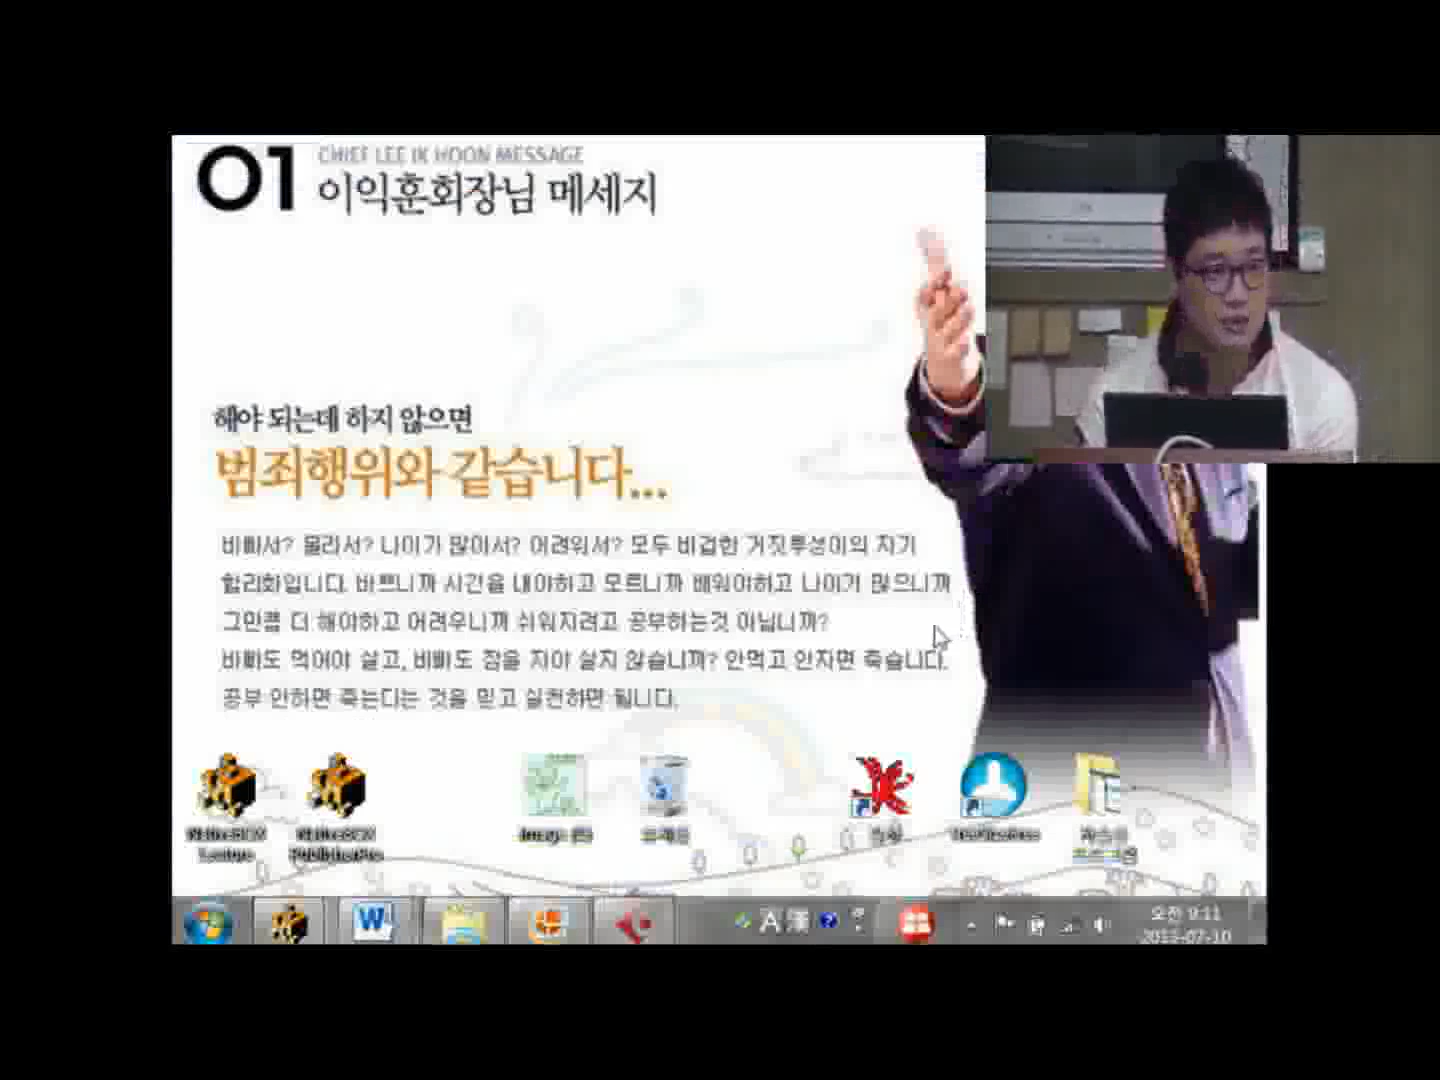 01
CHIEF LEE IK HOON MESSAGE
이익훈회장님 메세지
해야 되는데 하지 않으면
범죄행위와 같습니다...
바빠서? 몰라서? 나이가 많아서? 어려워서? 모두 비겁한 거짓투성이의 자기
합리화입니다. 바쁘니까 시간을 내야하고 모르니까 배워야하고 나이가 많으니까
그만큼 더 해야하고 어려우니까 쉬워지려고 공부하는것 아닙니까?
바빠도 먹어야 살고, 바빠도 잠을 자야 살지 않습니까? 안먹고 안자면 죽습니다.
공부 안하면 죽는다는 것을 믿고 실천하면 됩니다.
Image
A 漢
오전 9:11